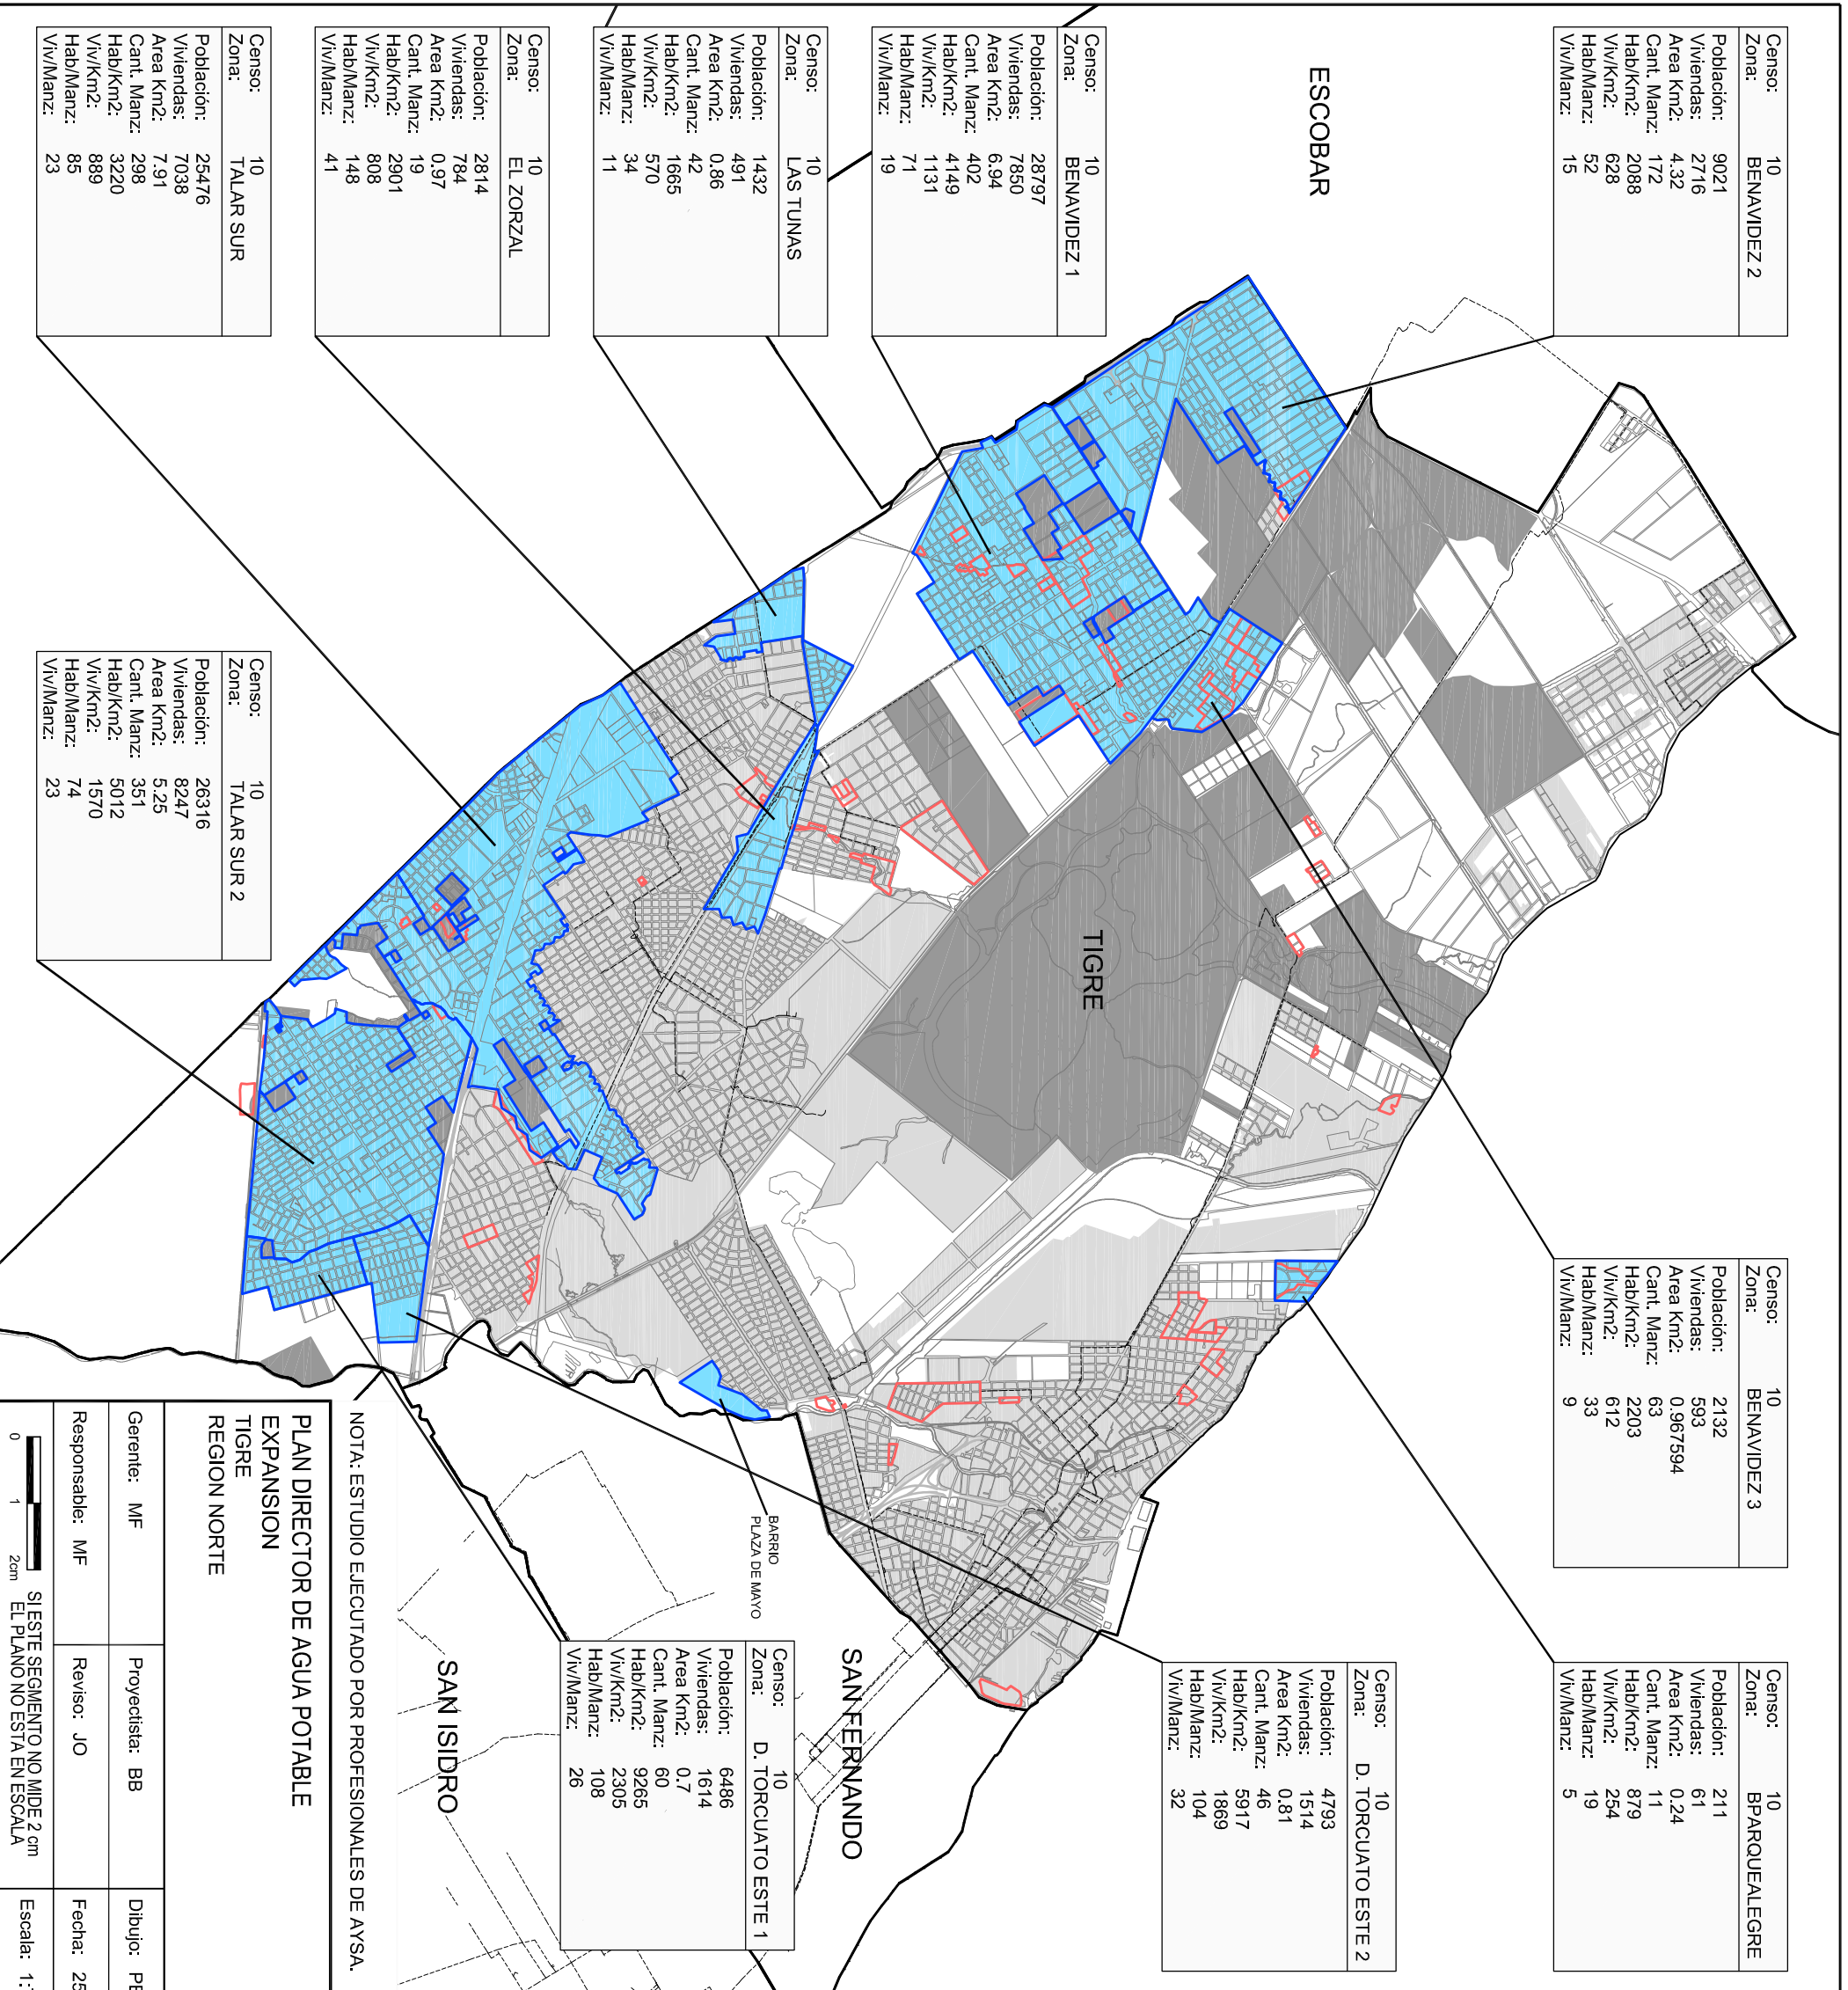 Censo: 10
Zona: BENAVIDEZ 2
Población: 9021
Viviendas: 2716
Area Km2: 4.32
Cant. Manz: 172
Hab/Km2: 2088
Viv/Km2: 628
Hab/Manz: 52
Viv/Manz: 15
Censo: 10
Zona: BENAVIDEZ 3
Población: 2132
Viviendas: 593
Area Km2: 0.967594
Cant. Manz: 63
Hab/Km2: 2203
Viv/Km2: 612
Hab/Manz: 33
Viv/Manz: 9
Censo: 10
Zona: BPARQUEALEGRE
Población: 211
Viviendas: 61
Area Km2: 0.24
Cant. Manz: 11
Hab/Km2: 879
Viv/Km2: 254
Hab/Manz: 19
Viv/Manz: 5
ESCOBAR
Censo: 10
Zona: D. TORCUATO ESTE 2
Población: 4793
Viviendas: 1514
Area Km2: 0.81
Cant. Manz: 46
Hab/Km2: 5917
Viv/Km2: 1869
Hab/Manz: 104
Viv/Manz: 32
Censo: 10
Zona: BENAVIDEZ 1
Población: 28797
Viviendas: 7850
Area Km2: 6.94
Cant. Manz: 402
Hab/Km2: 4149
Viv/Km2: 1131
Hab/Manz: 71
Viv/Manz: 19
TIGRE
SAN FERNANDO
Censo: 10
Zona: LAS TUNAS
Población: 1432
Viviendas: 491
Area Km2: 0.86
Cant. Manz: 42
Hab/Km2: 1665
Viv/Km2: 570
Hab/Manz: 34
Viv/Manz: 11
BARRIO
PLAZA DE MAYO
Censo: 10
Zona: D. TORCUATO ESTE 1
Población: 6486
Viviendas: 1614
Area Km2: 0.7
Cant. Manz: 60
Hab/Km2: 9265
Viv/Km2: 2305
Hab/Manz: 108
Viv/Manz: 26
Censo: 10
Zona: EL ZORZAL
Población: 2814
Viviendas: 784
Area Km2: 0.97
Cant. Manz: 19
Hab/Km2: 2901
Viv/Km2: 808
Hab/Manz: 148
Viv/Manz: 41
SAN ISIDRO
Censo: 10
Zona: TALAR SUR
Población: 25476
Viviendas: 7038
Area Km2: 7.91
Cant. Manz: 298
Hab/Km2: 3220
Viv/Km2: 889
Hab/Manz: 85
Viv/Manz: 23
Censo: 10
Zona: TALAR SUR 2
Población: 26316
Viviendas: 8247
Area Km2: 5.25
Cant. Manz: 351
Hab/Km2: 5012
Viv/Km2: 1570
Hab/Manz: 74
Viv/Manz: 23
NOTA: ESTUDIO EJECUTADO POR PROFESIONALES DE AYSA.
PLAN DIRECTOR DE AGUA POTABLE
EXPANSION
TIGRE
REGION NORTE
Gerente: MF Proyectista: BB Dibujo:
Responsable: MF Reviso: JO Fecha: 25
0 1 2cm SI ESTE SEGMENTO NO MIDE 2 cm
EL PLANO NO ESTA EN ESCALA
Escala: 1: